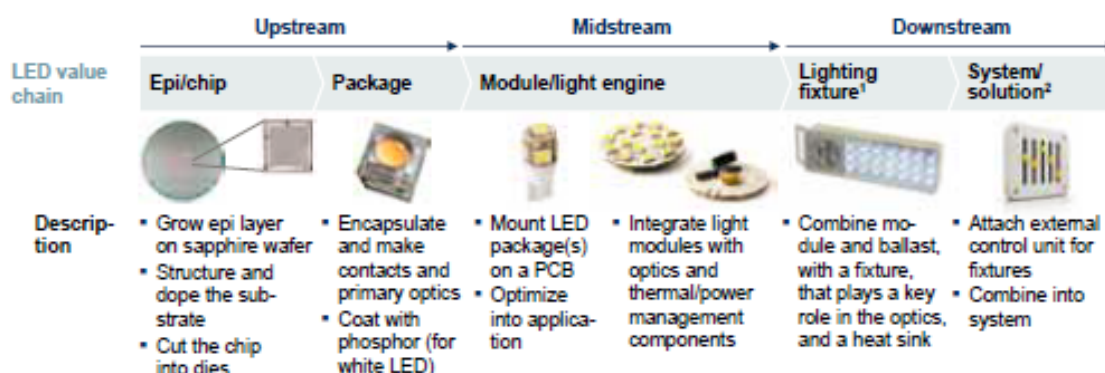 Upstream
Midstream
Downstream
LED value
chain
Epi/chip
Package
Module/light engine
Lighting
fixture¹
System/
solution²
Descrip-
tion
▪ Grow epi layer
on sapphire wafer
▪ Structure and
dope the sub-
strate
▪ Cut the chip
into dies
▪ Encapsulate
and make
contacts and
primary optics
▪ Coat with
phosphor (for
white LED)
▪ Mount LED
package(s)
on a PCB
▪ Optimize
into applica-
tion
▪ Integrate light
modules with
optics and
thermal/power
management
components
▪ Combine mo-
dule and ballast,
with a fixture,
that plays a key
role in the optics,
and a heat sink
▪ Attach external
control unit for
fixtures
▪ Combine into
system